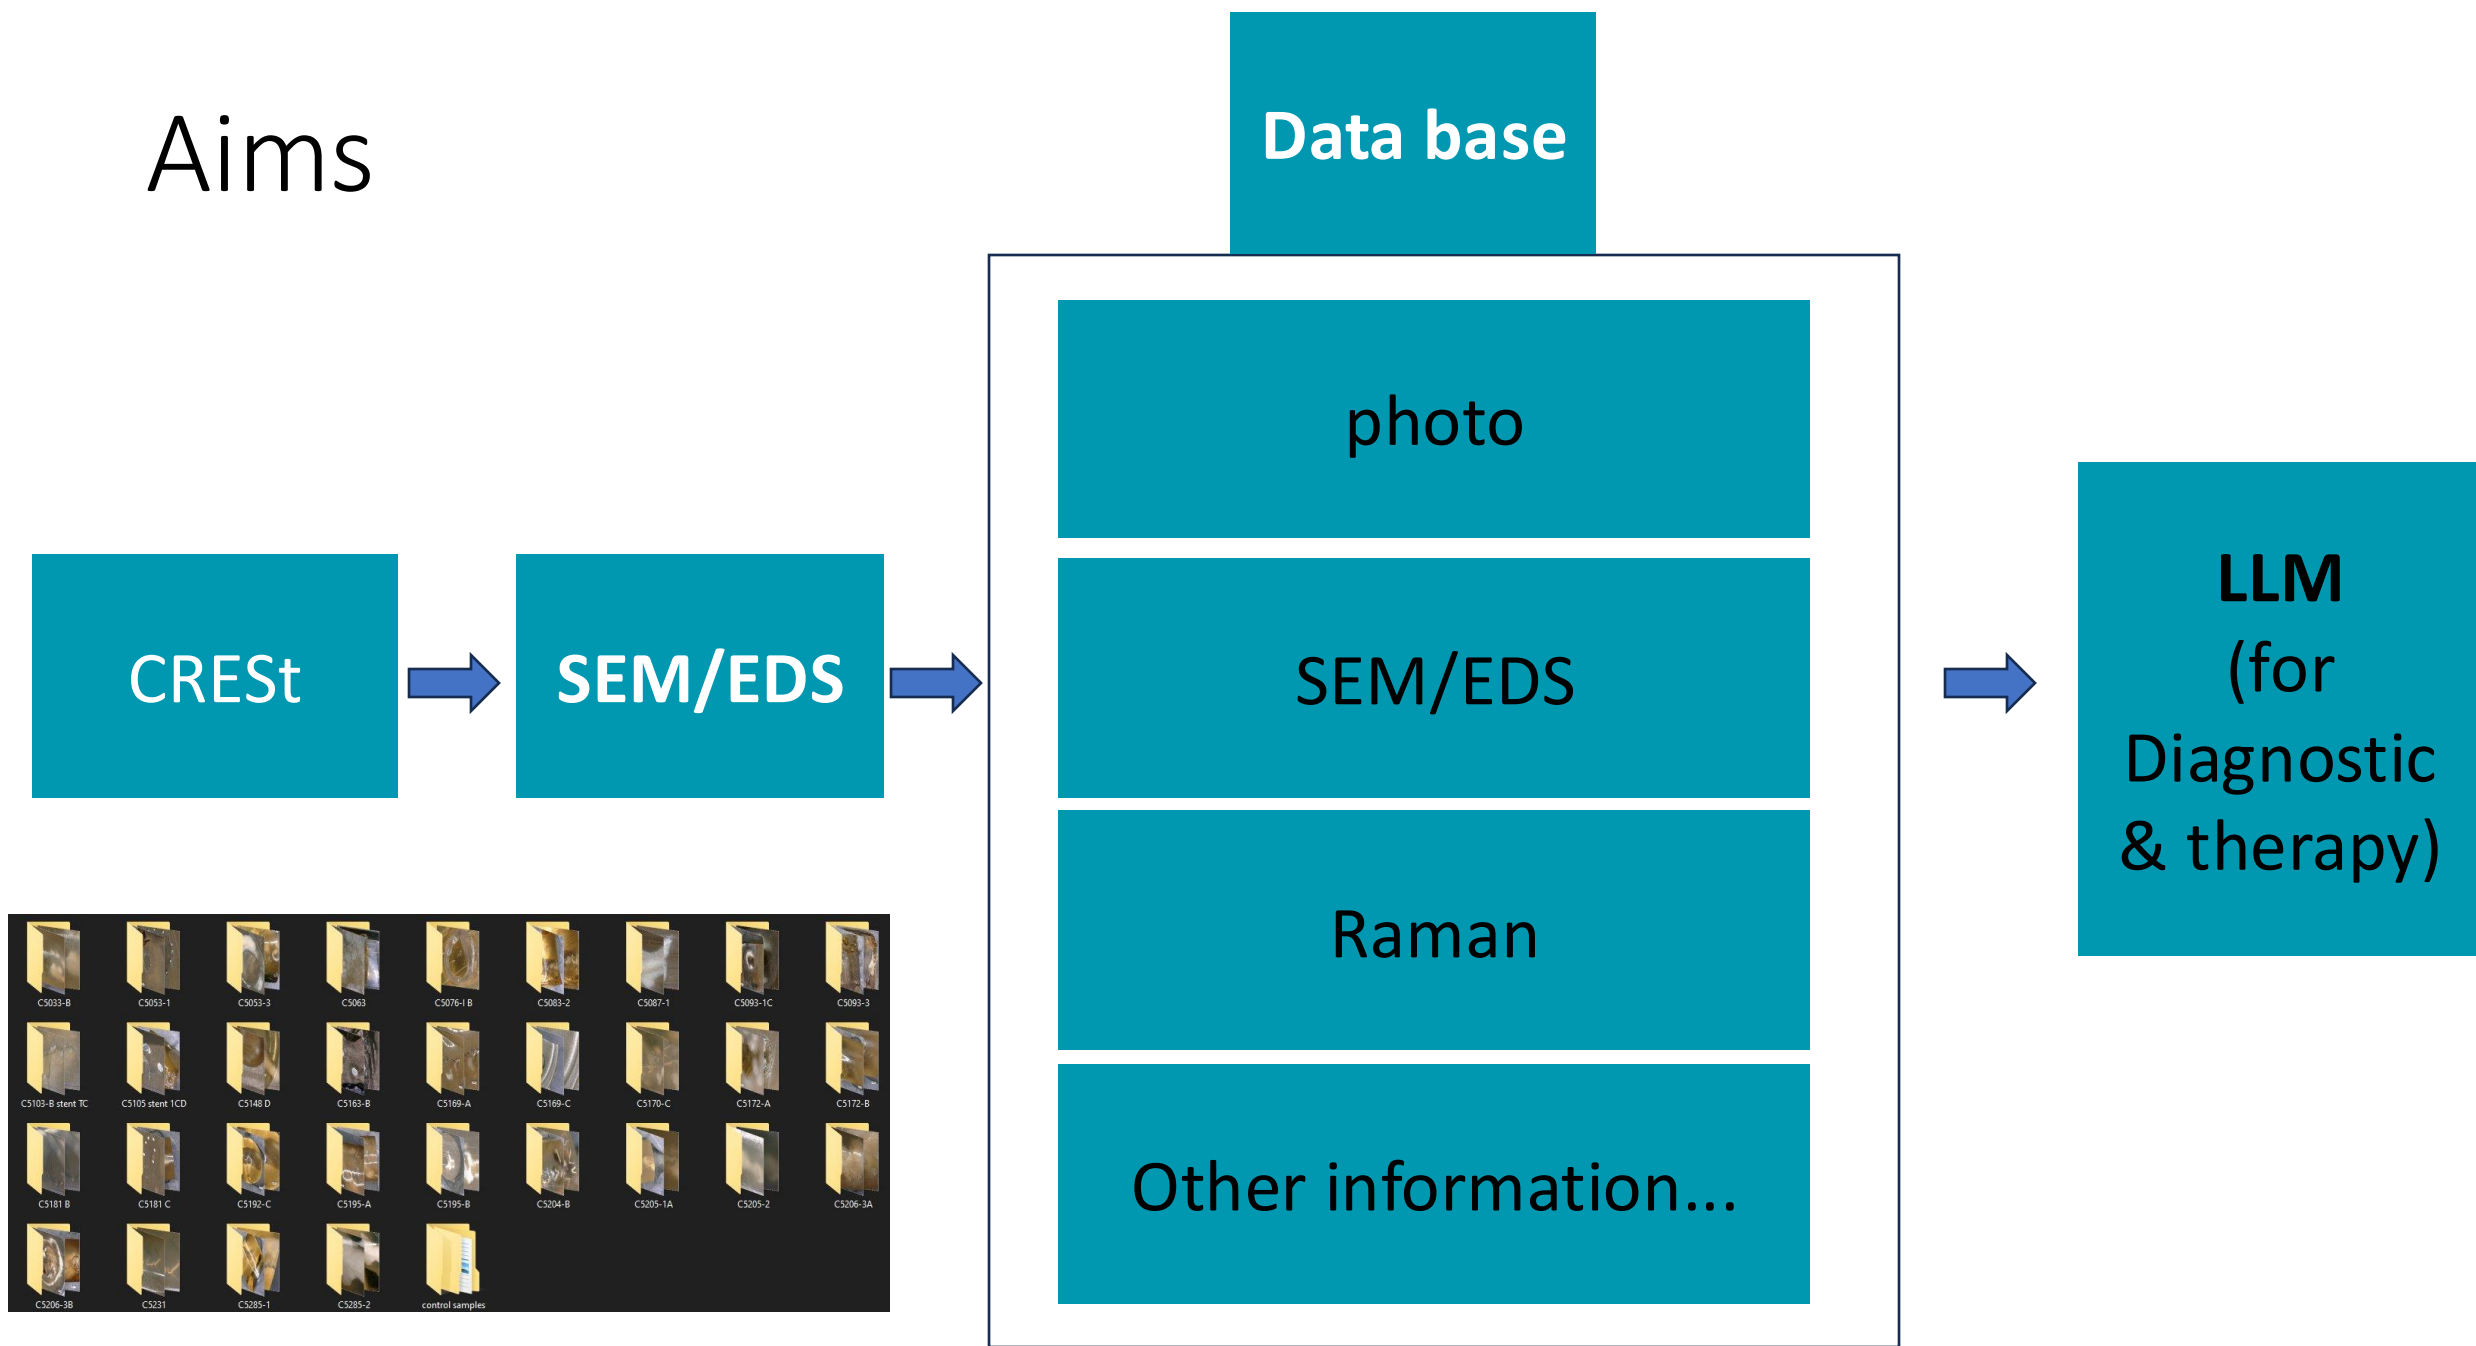 Aims
Data base
photo
SEM/EDS
Raman
Other information...
CRESt
SEM/EDS
LLM
(for
Diagnostic
& therapy)
C5033-B
C5053-1
C5053-3
C5063
C5076-I B
C5083-2
C5087-1
C5093-1C
C5093-3
C5103-B stent TC
C5105 stent 1CD
C5148 D
C5163-B
C5169-A
C5169-C
C5170-C
C5172-A
C5172-B
C5181 B
C5181 C
C5192-C
C5195-A
C5195-B
C5204-B
C5205-1A
C5205-2
C5206-3A
C5206-3B
C5231
C5285-1
C5285-2
control samples